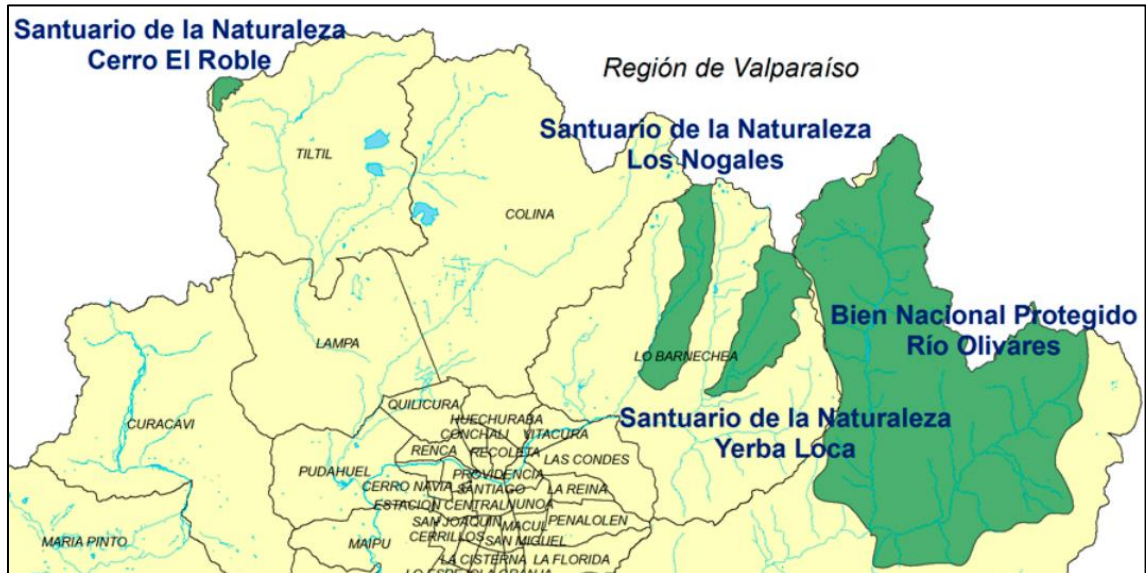 Santuario de la Naturaleza
Cerro El Roble
Región de Valparaíso
Santuario de la Naturaleza
Los Nogales
TILTIL
COLINA
Bien Nacional Protegido
Río Olivares
LAMPA
LO BARNECHEA
QUILICURA
HUECHURABA
CURACAVI
CONCHALI
VITACURA
Santuario de la Naturaleza
Yerba Loca
RENCA
RECOLETA
LAS CONDES
PUDAHUEL
PROVIDENCIA
CERRO NAVIA
SANTIAGO
LA REINA
ESTACION CENTRAL
NUNOA
SAN JOAQUIN
MACUL
PENALOLEN
CERRILLOS
SAN MIGUEL
MARIA PINTO
MAIPU
LA CISTERNA
LA FLORIDA